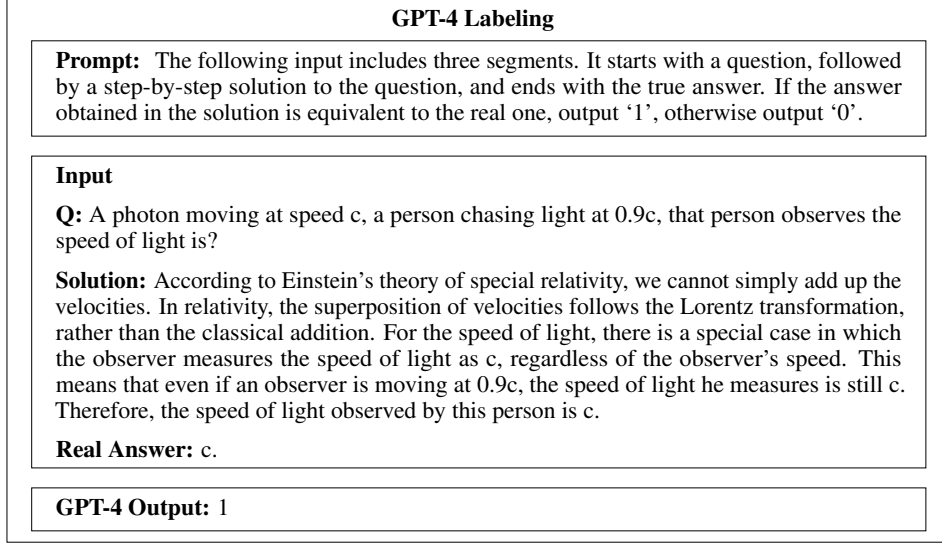 GPT-4 Labeling
Prompt: The following input includes three segments. It starts with a question, followed
by a step-by-step solution to the question, and ends with the true answer. If the answer
obtained in the solution is equivalent to the real one, output ‘1’, otherwise output ‘0’.
Input
Q: A photon moving at speed c, a person chasing light at 0.9c, that person observes the
speed of light is?
Solution: According to Einstein’s theory of special relativity, we cannot simply add up the
velocities. In relativity, the superposition of velocities follows the Lorentz transformation,
rather than the classical addition. For the speed of light, there is a special case in which
the observer measures the speed of light as c, regardless of the observer’s speed. This
means that even if an observer is moving at 0.9c, the speed of light he measures is still c.
Therefore, the speed of light observed by this person is c.
Real Answer: c.
GPT-4 Output: 1